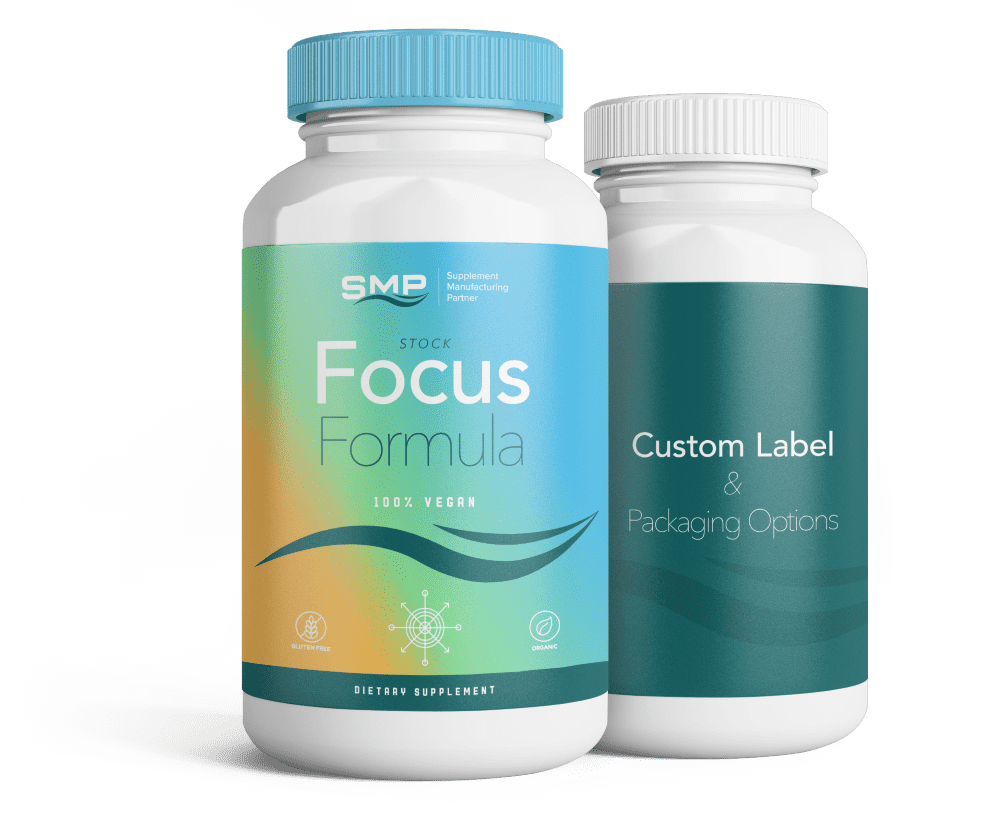 SMP
Supplement
Manufacturing
Partner
STOCK
Focus
Formula
100% VEGAN
GLUTEN FREE
ORGANIC
DIETARY SUPPLEMENT
Custom Label
&
Packaging Options